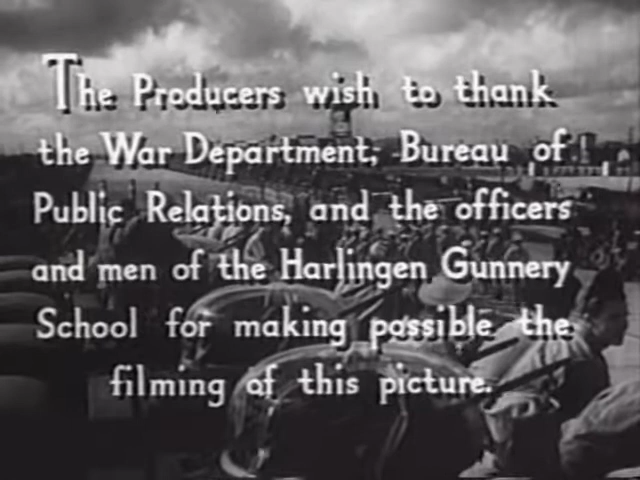 The Producers wish to thank
the War Department, Bureau of
Public Relations, and the officers
and men of the Harlingen Gunnery
School for making possible the
filming of this picture.